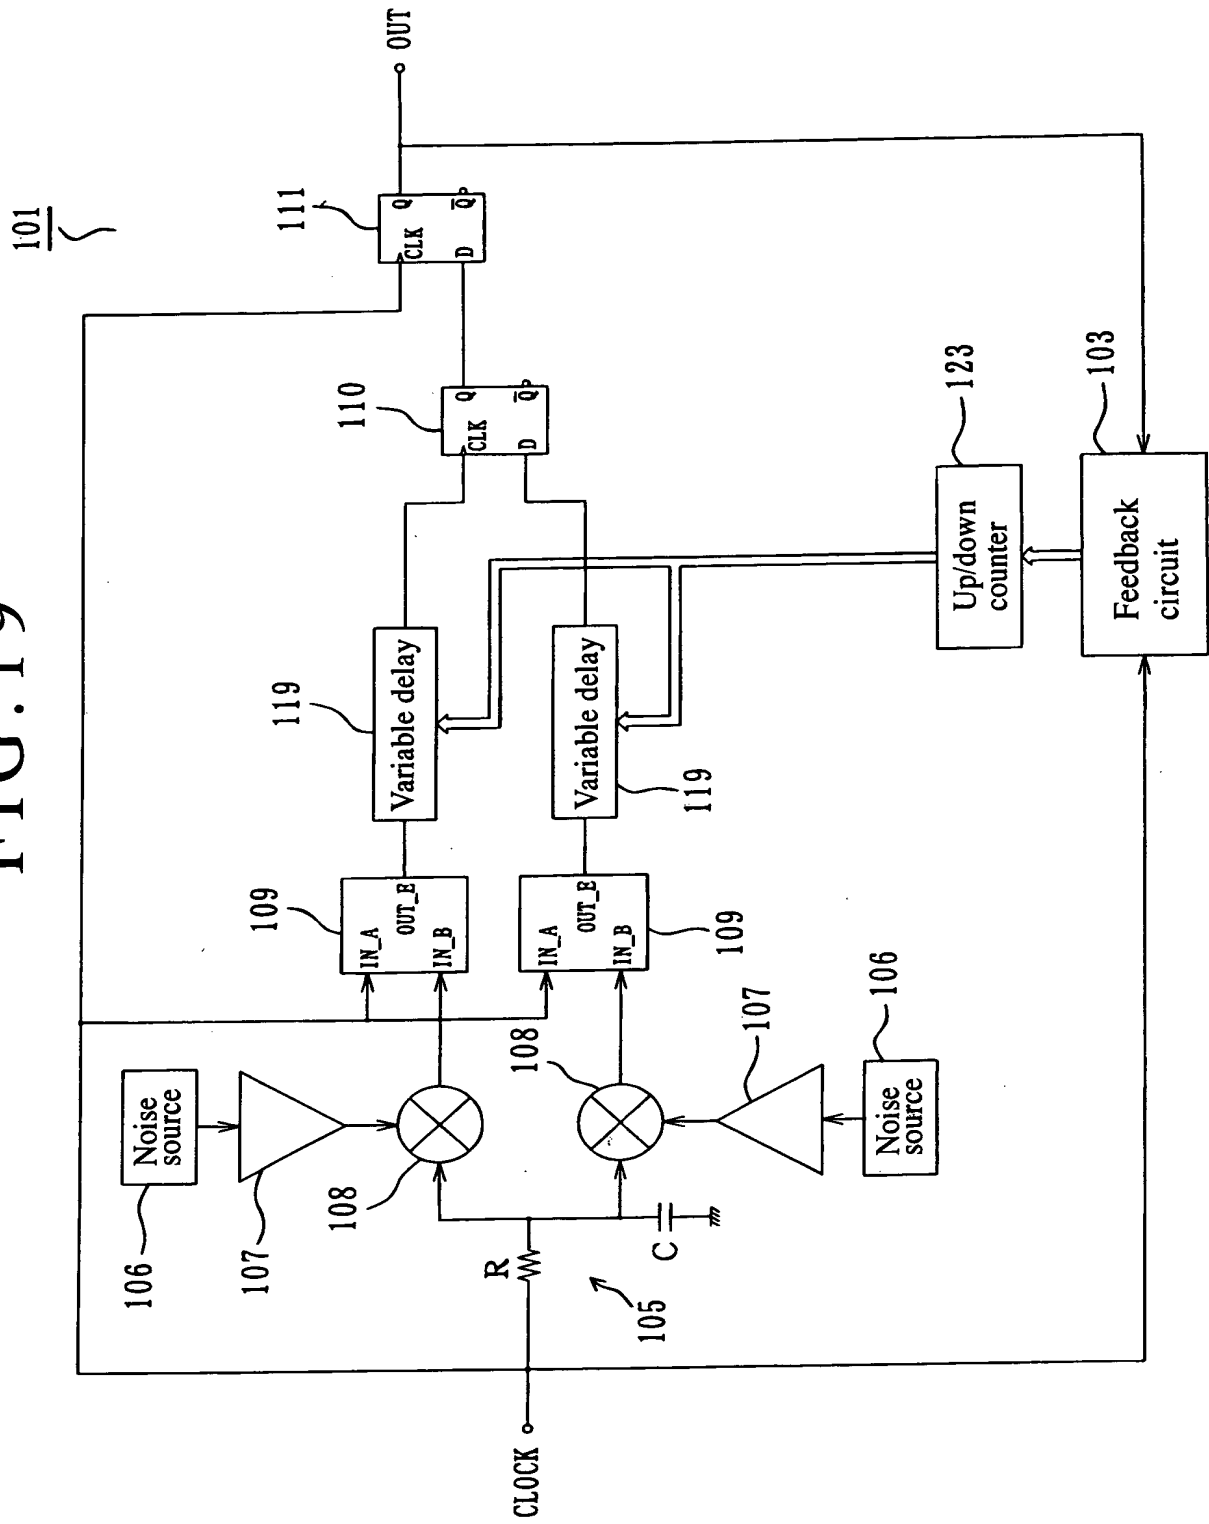 FIG.19
101
CLOCK
R
C
105
106
Noise
source
107
108
109
IN_A
OUT_E
IN_B
119
Variable delay
110
CLK
Q
D
Q̅
111
CLK
Q
D
Q̅
OUT
108
107
106
Noise
source
109
IN_A
OUT_E
IN_B
119
Variable delay
123
Up/down
counter
103
Feedback
circuit